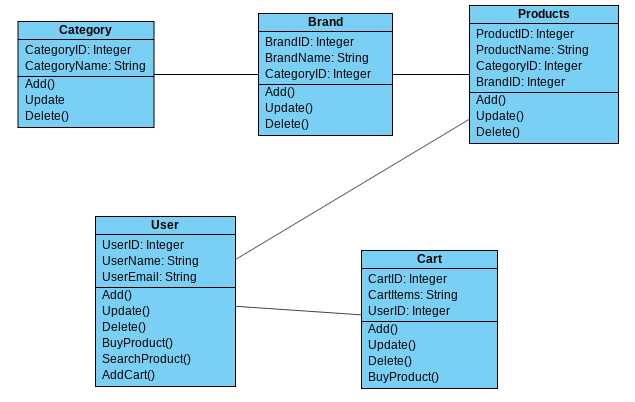 Category
CategoryID: Integer
CategoryName: String
Add()
Update
Delete()
Brand
BrandID: Integer
BrandName: String
CategoryID: Integer
Add()
Update()
Delete()
Products
ProductID: Integer
ProductName: String
CategoryID: Integer
BrandID: Integer
Add()
Update()
Delete()
User
UserID: Integer
UserName: String
UserEmail: String
Add()
Update()
Delete()
BuyProduct()
SearchProduct()
AddCart()
Cart
CartID: Integer
CartItems: String
UserID: Integer
Add()
Update()
Delete()
BuyProduct()